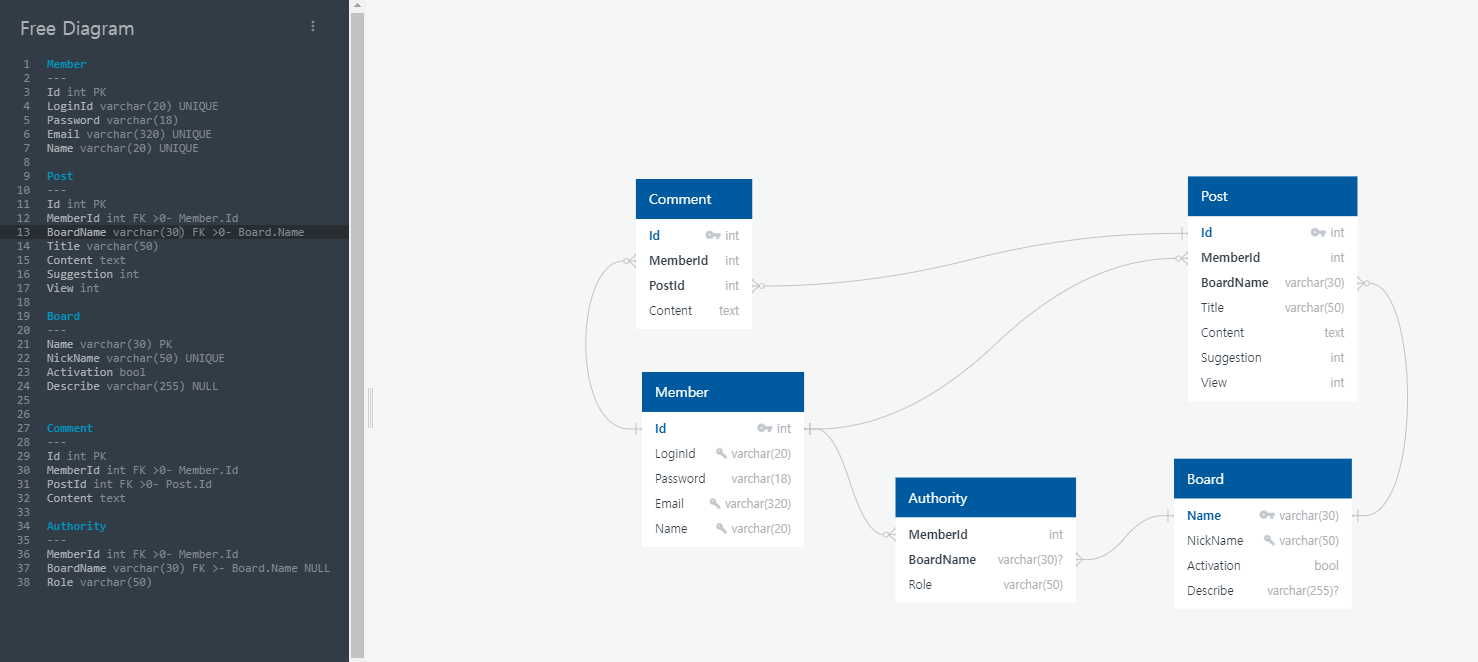 Free Diagram
1 Member
2 ---
3 Id int PK
4 LoginId varchar(20) UNIQUE
5 Password varchar(18)
6 Email varchar(320) UNIQUE
7 Name varchar(20) UNIQUE
8
9 Post
10 ---
11 Id int PK
12 MemberId int FK >0- Member.Id
13 BoardName varchar(30) FK >0- Board.Name
14 Title varchar(50)
15 Content text
16 Suggestion int
17 View int
18
19 Board
20 ---
21 Name varchar(30) PK
22 NickName varchar(50) UNIQUE
23 Activation bool
24 Describe varchar(255) NULL
25
26
27 Comment
28 ---
29 Id int PK
30 MemberId int FK >0- Member.Id
31 PostId int FK >0- Post.Id
32 Content text
33
34 Authority
35 ---
36 MemberId int FK >0- Member.Id
37 BoardName varchar(30) FK >- Board.Name NULL
38 Role varchar(50)
Comment
Id int
MemberId int
PostId int
Content text
Post
Id int
MemberId int
BoardName varchar(30)
Title varchar(50)
Content text
Suggestion int
View int
Member
Id int
LoginId varchar(20)
Password varchar(18)
Email varchar(320)
Name varchar(20)
Authority
MemberId int
BoardName varchar(30)?
Role varchar(50)
Board
Name varchar(30)
NickName varchar(50)
Activation bool
Describe varchar(255)?